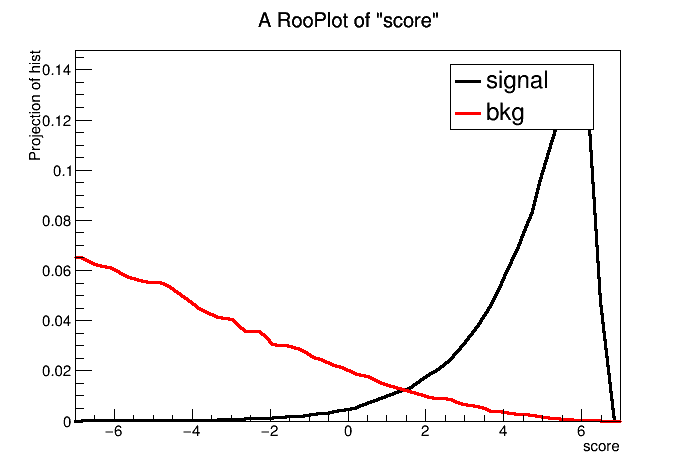 A RooPlot of "score"
Projection of hist
0.14
0.12
0.1
0.08
0.06
0.04
0.02
0
signal
bkg
−6 −4 −2 0 2 4 6
score